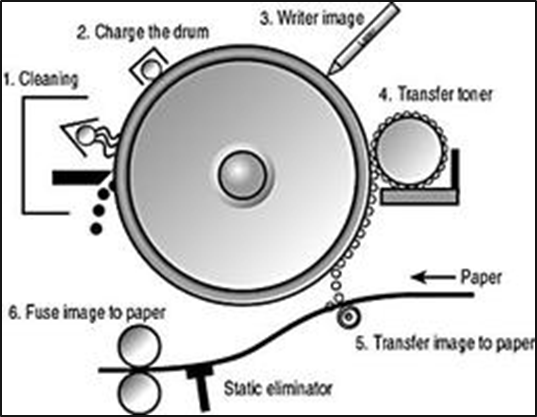 3. Writer image
2. Charge the drum
Laser
1. Cleaning
4. Transfer toner
Paper
6. Fuse image to paper
5. Transfer image to paper
Static eliminator